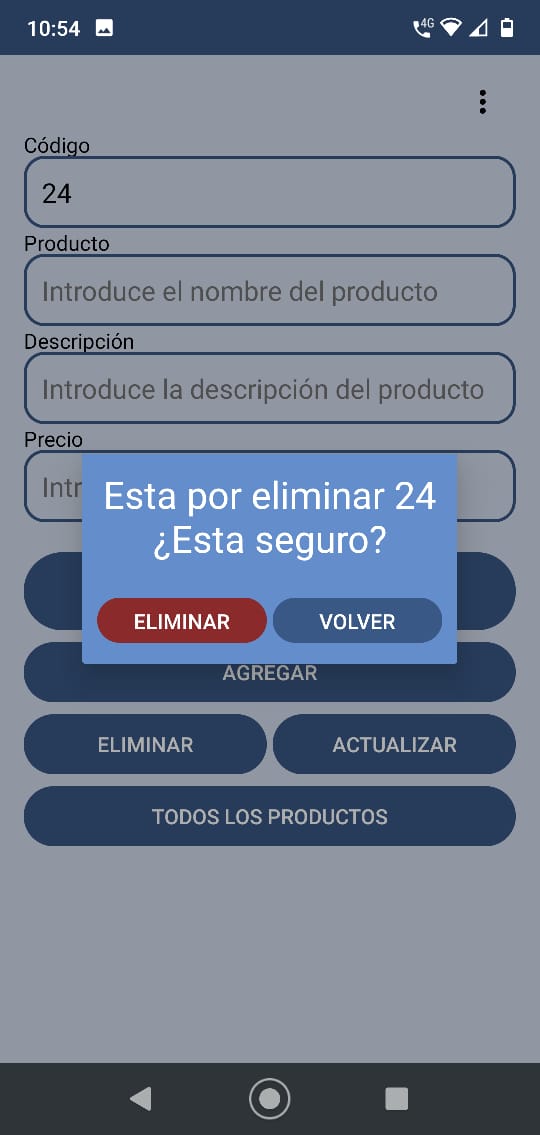 10:54
4G
Código
24
Producto
Introduce el nombre del producto
Descripción
Introduce la descripción del producto
Precio
Intr
Esta por eliminar 24
¿Esta seguro?
ELIMINAR VOLVER
AGREGAR
ELIMINAR ACTUALIZAR
TODOS LOS PRODUCTOS